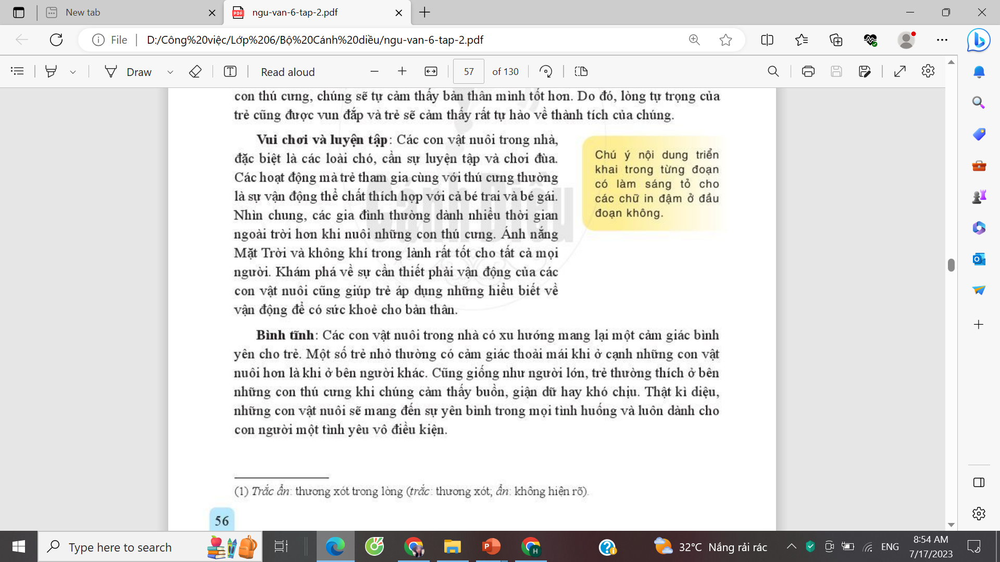 New tab
ngu-van-6-tap-2.pdf
File
D:/Công%20việc/Lớp%206/Bộ%20Cánh%20diều/ngu-van-6-tap-2.pdf
Draw
Read aloud
57
of 130
con thú cưng, chúng sẽ tự cảm thấy bản thân mình tốt hơn. Do đó, lòng tự trọng của
trẻ cũng được vun đắp và trẻ sẽ cảm thấy rất tự hào về thành tích của chúng.
Vui chơi và luyện tập: Các con vật nuôi trong nhà,
đặc biệt là các loài chó, cần sự luyện tập và chơi đùa.
Các hoạt động mà trẻ tham gia cùng với thú cưng thường
là sự vận động thể chất thích hợp với cả bé trai và bé gái.
Nhìn chung, các gia đình thường dành nhiều thời gian
ngoài trời hơn khi nuôi những con thú cưng. Ánh nắng
Mặt Trời và không khí trong lành rất tốt cho tất cả mọi
người. Khám phá về sự cần thiết phải vận động của các
con vật nuôi cũng giúp trẻ áp dụng những hiểu biết về
vận động để có sức khoẻ cho bản thân.
Chú ý nội dung triển
khai trong từng đoạn
có làm sáng tỏ cho
các chữ in đậm ở đầu
đoạn không.
Bình tĩnh: Các con vật nuôi trong nhà có xu hướng mang lại một cảm giác bình
yên cho trẻ. Một số trẻ nhỏ thường có cảm giác thoải mái khi ở cạnh những con vật
nuôi hơn là khi ở bên người khác. Cũng giống như người lớn, trẻ thường thích ở bên
những con thú cưng khi chúng cảm thấy buồn, giận dữ hay khó chịu. Thật kì diệu,
những con vật nuôi sẽ mang đến sự yên bình trong mọi tình huống và luôn dành cho
con người một tình yêu vô điều kiện.
Cánh Diều
(1) Trắc ẩn: thương xót trong lòng (trắc: thương xót; ẩn: không hiện rõ).
56
Type here to search
32°C Nắng rải rác
ENG
8:54 AM
7/17/2023